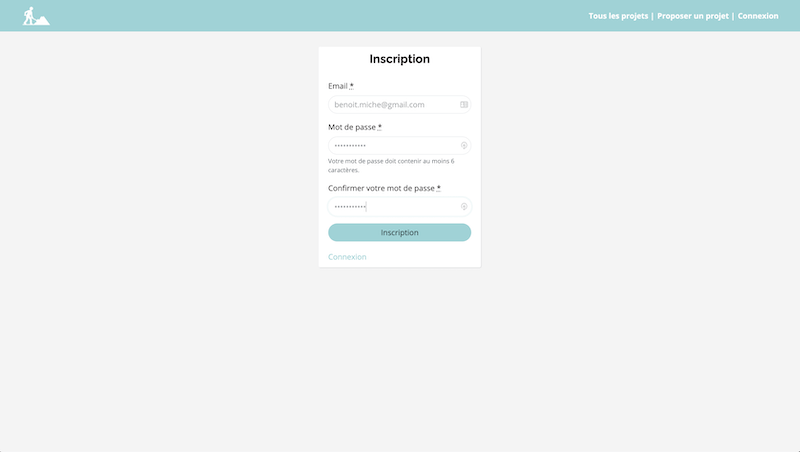 Tous les projets | Proposer un projet | Connexion
Inscription
Email *
benoit.miche@gmail.com
Mot de passe *
•••••••••••
Votre mot de passe doit contenir au moins 6
caractères.
Confirmer votre mot de passe *
•••••••••••
Inscription
Connexion